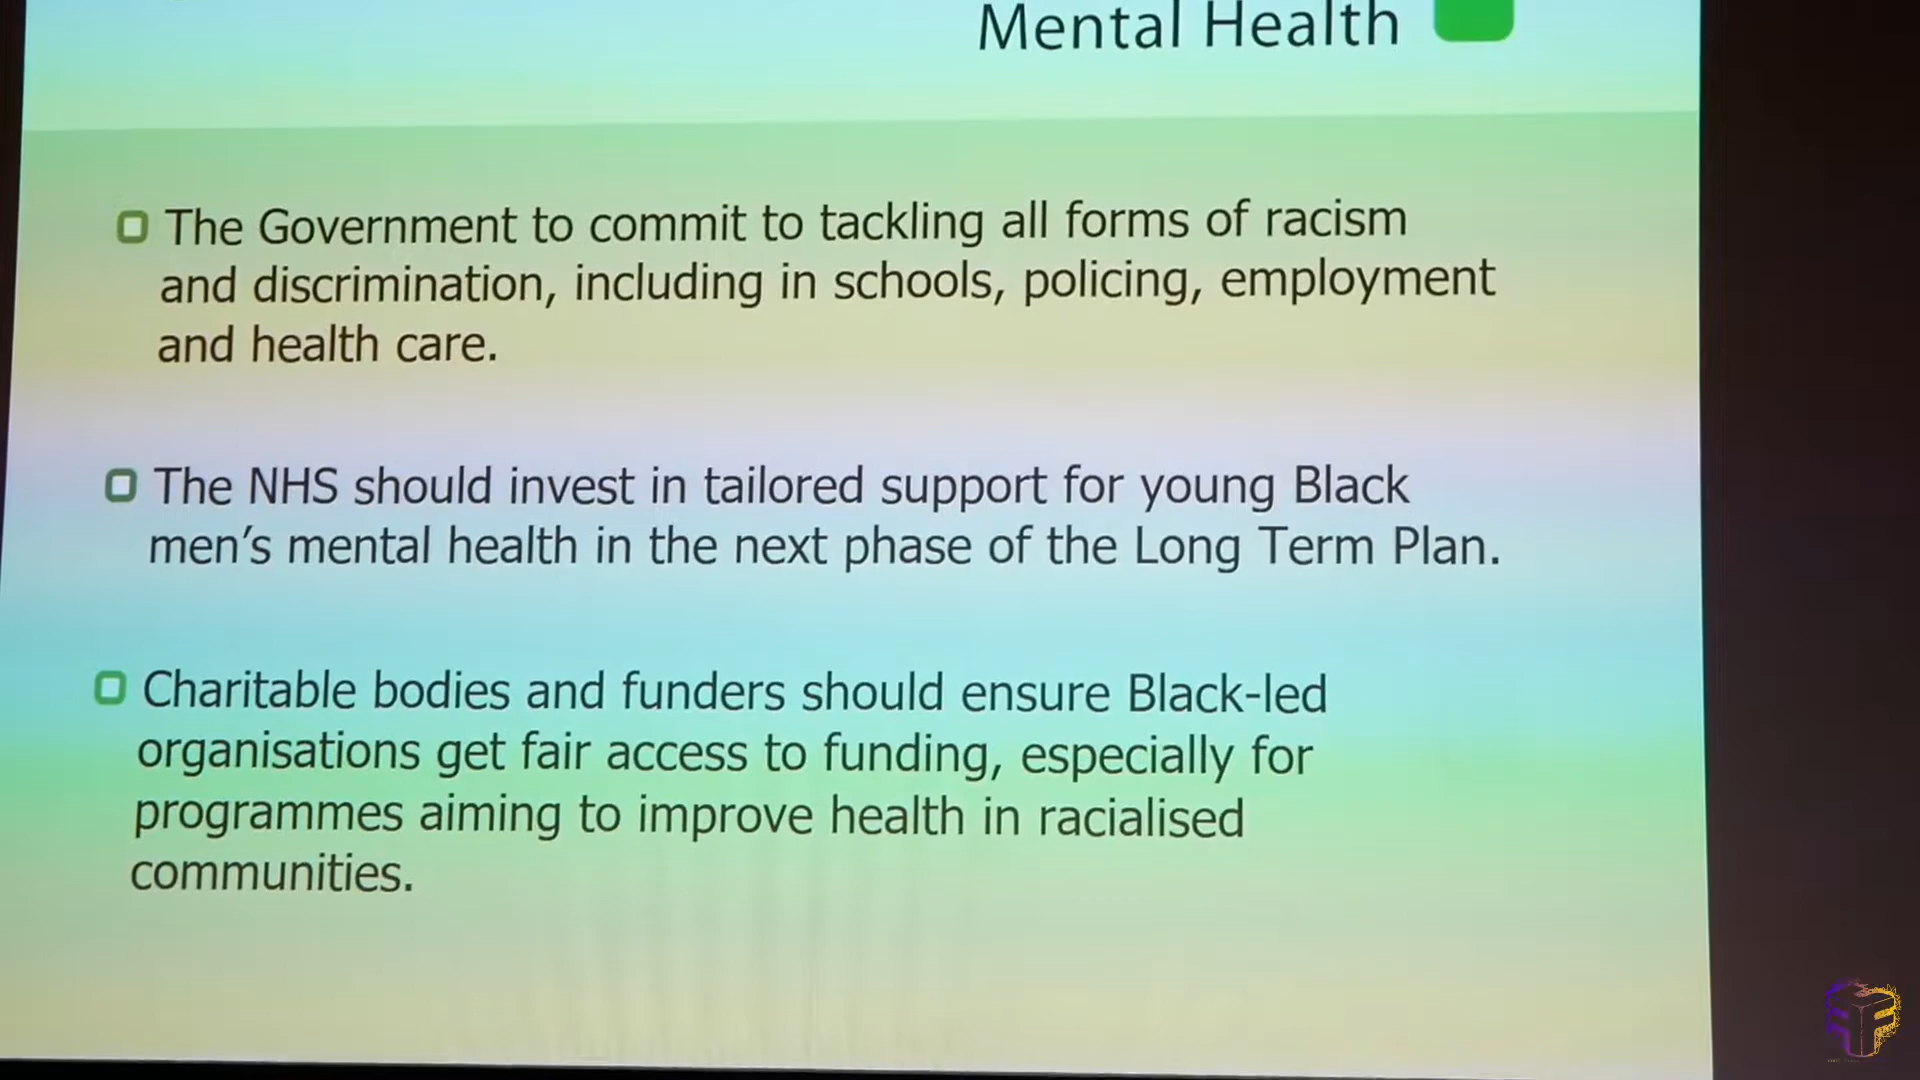 Mental Health
The Government to commit to tackling all forms of racism
and discrimination, including in schools, policing, employment
and health care.
The NHS should invest in tailored support for young Black
men's mental health in the next phase of the Long Term Plan.
Charitable bodies and funders should ensure Black-led
organisations get fair access to funding, especially for
programmes aiming to improve health in racialised
communities.